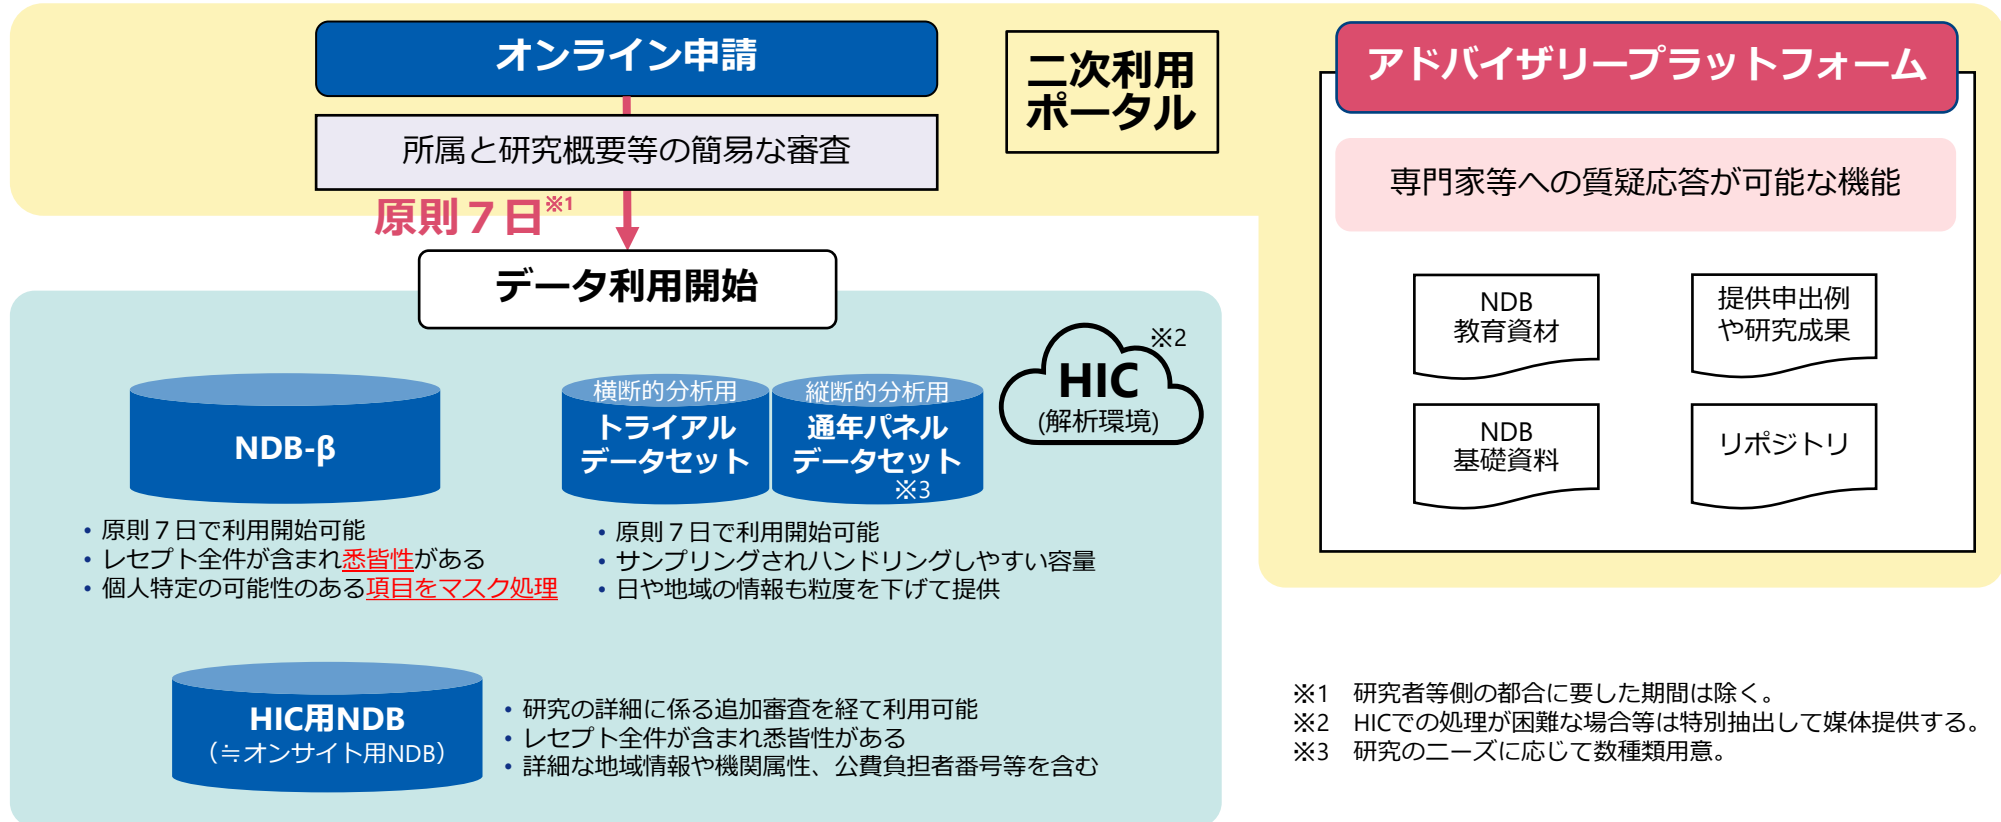 オンライン申請
所属と研究概要等の簡易な審査
原則７日※1
データ利用開始
二次利用
ポータル
アドバイザリープラットフォーム
専門家等への質疑応答が可能な機能
NDB
教育資材
提供申出例
や研究成果
NDB
基礎資料
リポジトリ
NDB-β
・原則７日で利用開始可能
・レセプト全件が含まれ悉皆性がある
・個人特定の可能性のある項目をマスク処理
横断的分析用
トライアル
データセット
縦断的分析用
通年パネル
データセット
※3
・原則７日で利用開始可能
・サンプリングされハンドリングしやすい容量
・日や地域の情報も粒度を下げて提供
※2
HIC
(解析環境)
HIC用NDB
（≒オンサイト用NDB）
・研究の詳細に係る追加審査を経て利用可能
・レセプト全件が含まれ悉皆性がある
・詳細な地域情報や機関属性、公費負担者番号等を含む
※1　研究者等側の都合に要した期間は除く。
※2　HICでの処理が困難な場合等は特別抽出して媒体提供する。
※3　研究のニーズに応じて数種類用意。